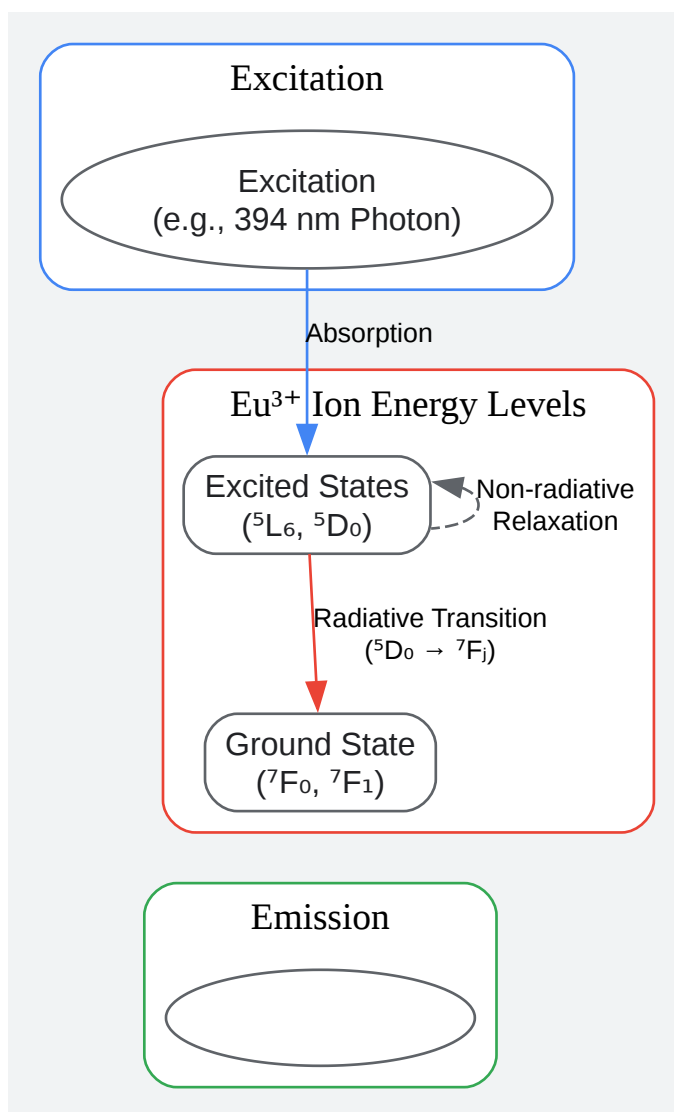 Excitation
Excitation
(e.g., 394 nm Photon)
Absorption
Eu³⁺ Ion Energy Levels
Excited States
(⁵L₆, ⁵D₀)
Non-radiative
Relaxation
Radiative Transition
(⁵D₀ → ⁷Fⱼ)
Ground State
(⁷F₀, ⁷F₁)
Emission